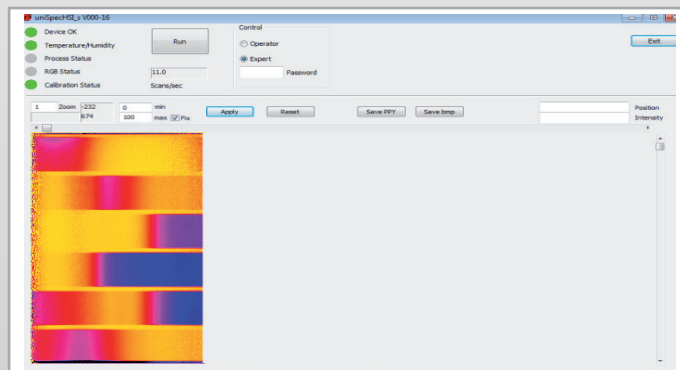 uniSpecHSI_s V000-16
Device OK
Temperature/Humidity
Process Status
RGB Status
Calibration Status
Run
11.0
Scans/sec
Control
Operator
Expert
Password
Exit
1 Zoom -232 0 min
674 100 max Fix
Apply
Reset
Save PPY
Save bmp
Position
Intensity